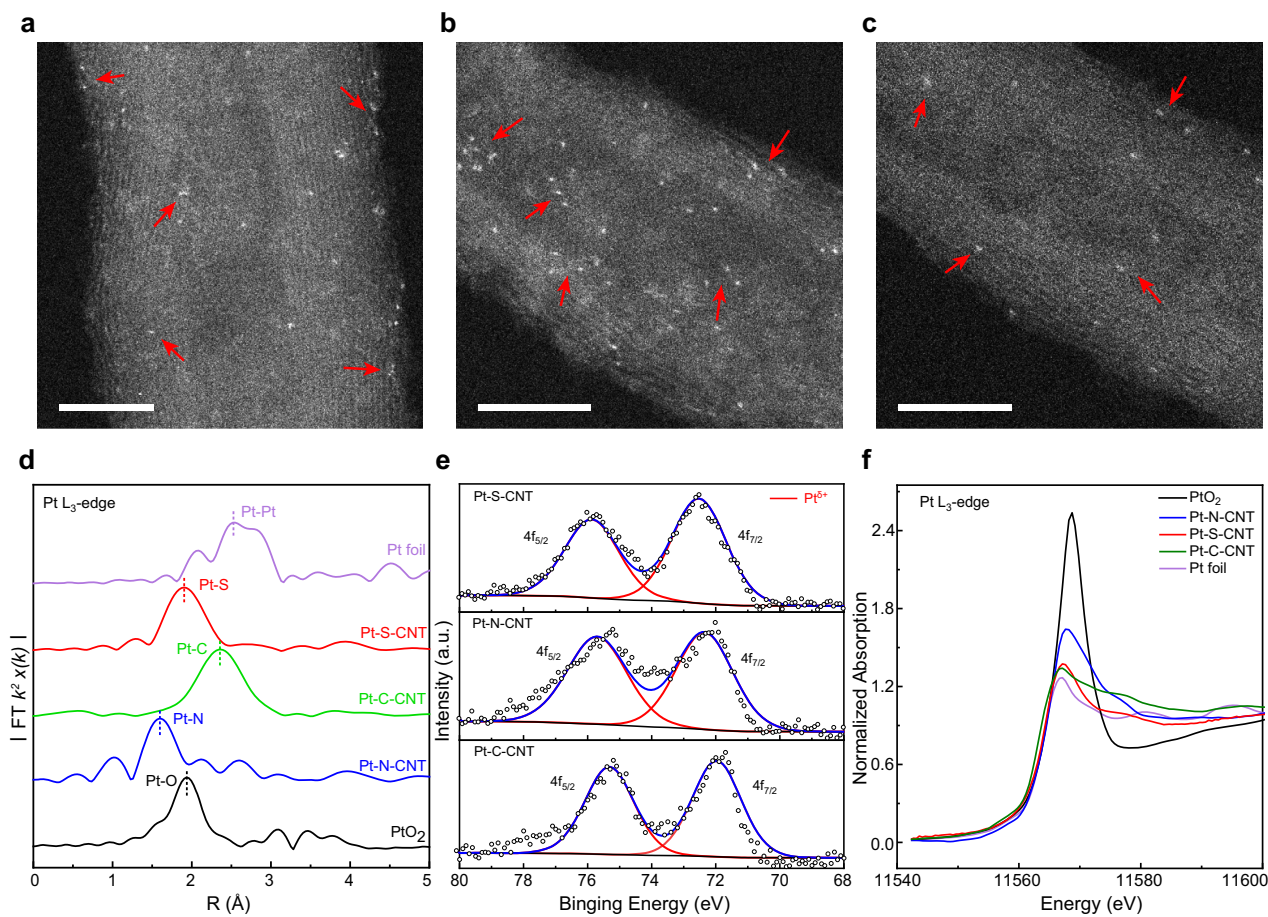 a
b
c
d
Pt L₃-edge
Pt-Pt
Pt foil
Pt-S
Pt-S-CNT
Pt-C
Pt-C-CNT
Pt-N
Pt-N-CNT
Pt-O
PtO₂
| FT k² x(k) |
0 1 2 3 4 5
R (Å)
e
Pt-S-CNT
Pt^δ+
4f₅/₂
4f₇/₂
Pt-N-CNT
4f₅/₂
4f₇/₂
Pt-C-CNT
4f₅/₂
4f₇/₂
Intensity (a.u.)
80 78 76 74 72 70 68
Binging Energy (eV)
f
Pt L₃-edge
PtO₂
Pt-N-CNT
Pt-S-CNT
Pt-C-CNT
Pt foil
Normalized Absorption
2.4
1.8
1.2
0.6
0.0
11540 11560 11580 11600
Energy (eV)